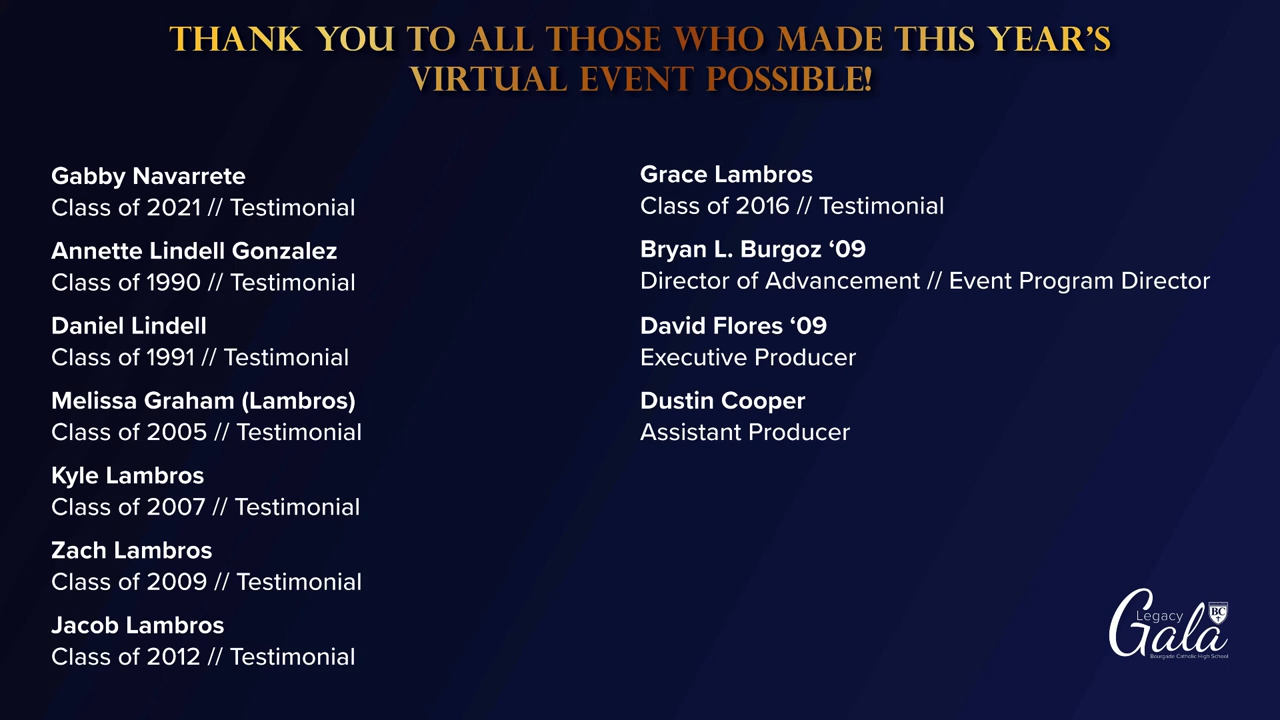 THANK YOU TO ALL THOSE WHO MADE THIS YEAR’S
VIRTUAL EVENT POSSIBLE!
Gabby Navarrete
Class of 2021 // Testimonial
Annette Lindell Gonzalez
Class of 1990 // Testimonial
Daniel Lindell
Class of 1991 // Testimonial
Melissa Graham (Lambros)
Class of 2005 // Testimonial
Kyle Lambros
Class of 2007 // Testimonial
Zach Lambros
Class of 2009 // Testimonial
Jacob Lambros
Class of 2012 // Testimonial
Grace Lambros
Class of 2016 // Testimonial
Bryan L. Burgoz ‘09
Director of Advancement // Event Program Director
David Flores ‘09
Executive Producer
Dustin Cooper
Assistant Producer
Legacy
BC
Gala
Bourgade Catholic High School